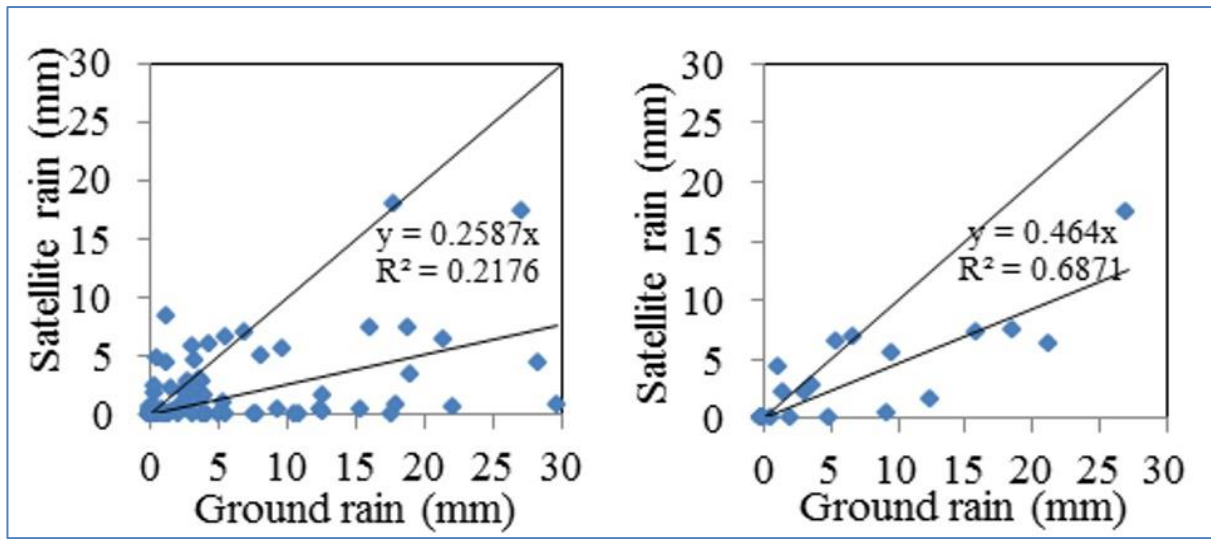 Satellite rain (mm)
30
25
20
15
10
5
0
y = 0.2587x
R² = 0.2176
0 5 10 15 20 25 30
Ground rain (mm)
Satellite rain (mm)
30
25
20
15
10
5
0
y = 0.464x
R² = 0.6871
0 5 10 15 20 25 30
Ground rain (mm)